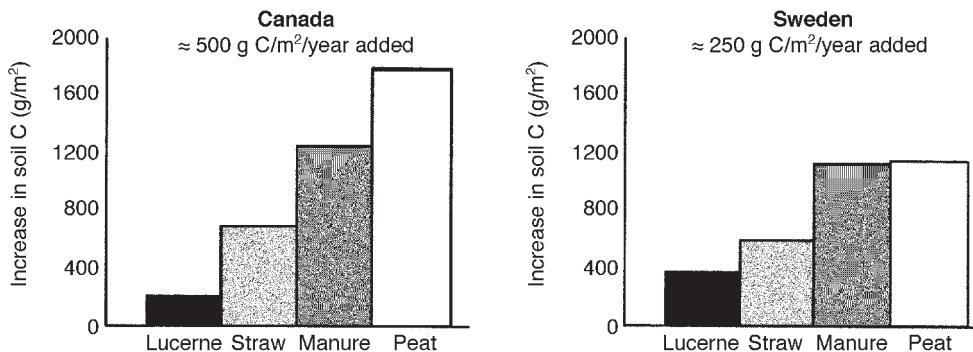 Canada
≈ 500 g C/m²/year added
Increase in soil C (g/m²)
2000
1600
1200
800
400
0
Lucerne Straw Manure Peat
Sweden
≈ 250 g C/m²/year added
Increase in soil C (g/m²)
2000
1600
1200
800
400
0
Lucerne Straw Manure Peat